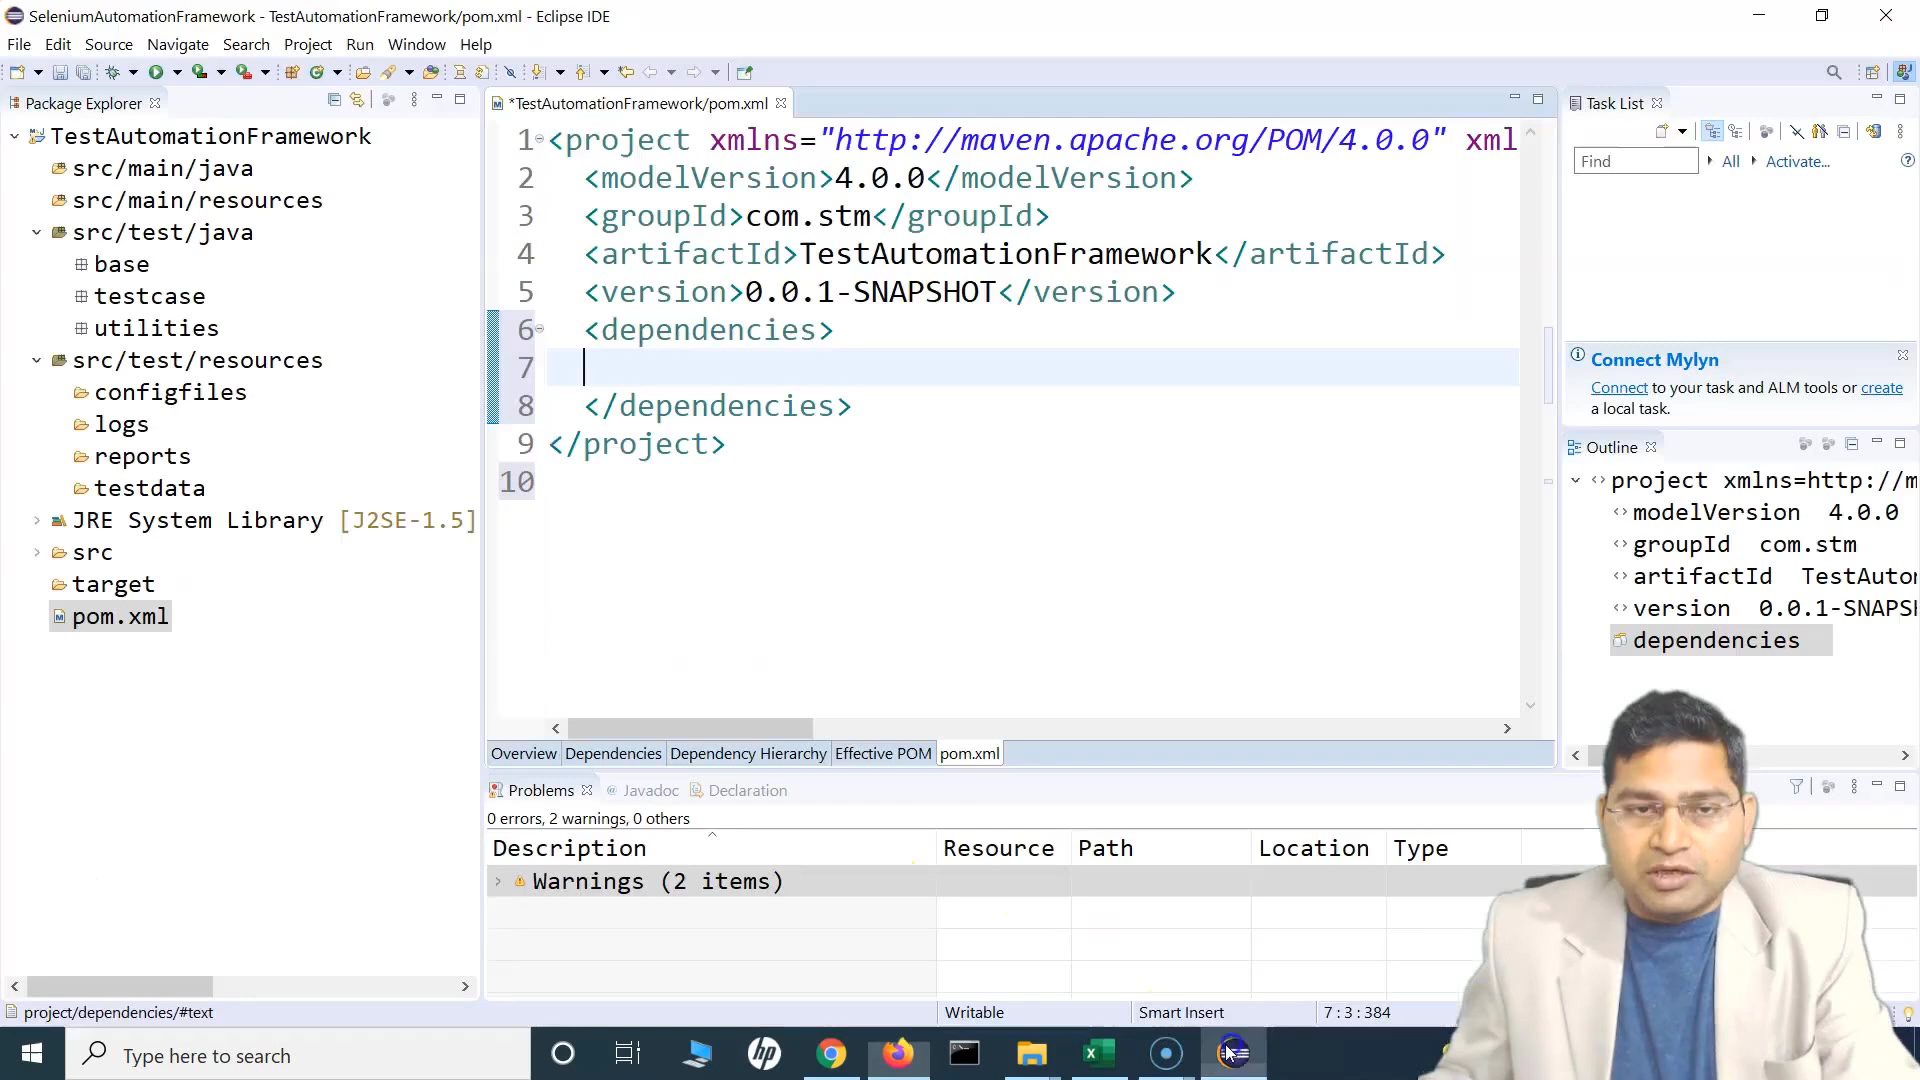 SeleniumAutomationFramework - TestAutomationFramework/pom.xml - Eclipse IDE
File Edit Source Navigate Search Project Run Window Help
Package Explorer
TestAutomationFramework
src/main/java
src/main/resources
src/test/java
base
testcase
utilities
src/test/resources
configfiles
logs
reports
testdata
JRE System Library [J2SE-1.5]
src
target
pom.xml
*TestAutomationFramework/pom.xml
1 <project xmlns="http://maven.apache.org/POM/4.0.0" xml
2 <modelVersion>4.0.0</modelVersion>
3 <groupId>com.stm</groupId>
4 <artifactId>TestAutomationFramework</artifactId>
5 <version>0.0.1-SNAPSHOT</version>
6 <dependencies>
7
8 </dependencies>
9 </project>
10
Overview Dependencies Dependency Hierarchy Effective POM pom.xml
Problems Javadoc Declaration
0 errors, 2 warnings, 0 others
Description Resource Path Location Type
Warnings (2 items)
Task List
Find All Activate...
Connect Mylyn
Connect to your task and ALM tools or create
a local task.
Outline
project xmlns=http://m
modelVersion 4.0.0
groupId com.stm
artifactId TestAuto
version 0.0.1-SNAPS
dependencies
project/dependencies/#text Writable Smart Insert 7 : 3 : 384
Type here to search
hp